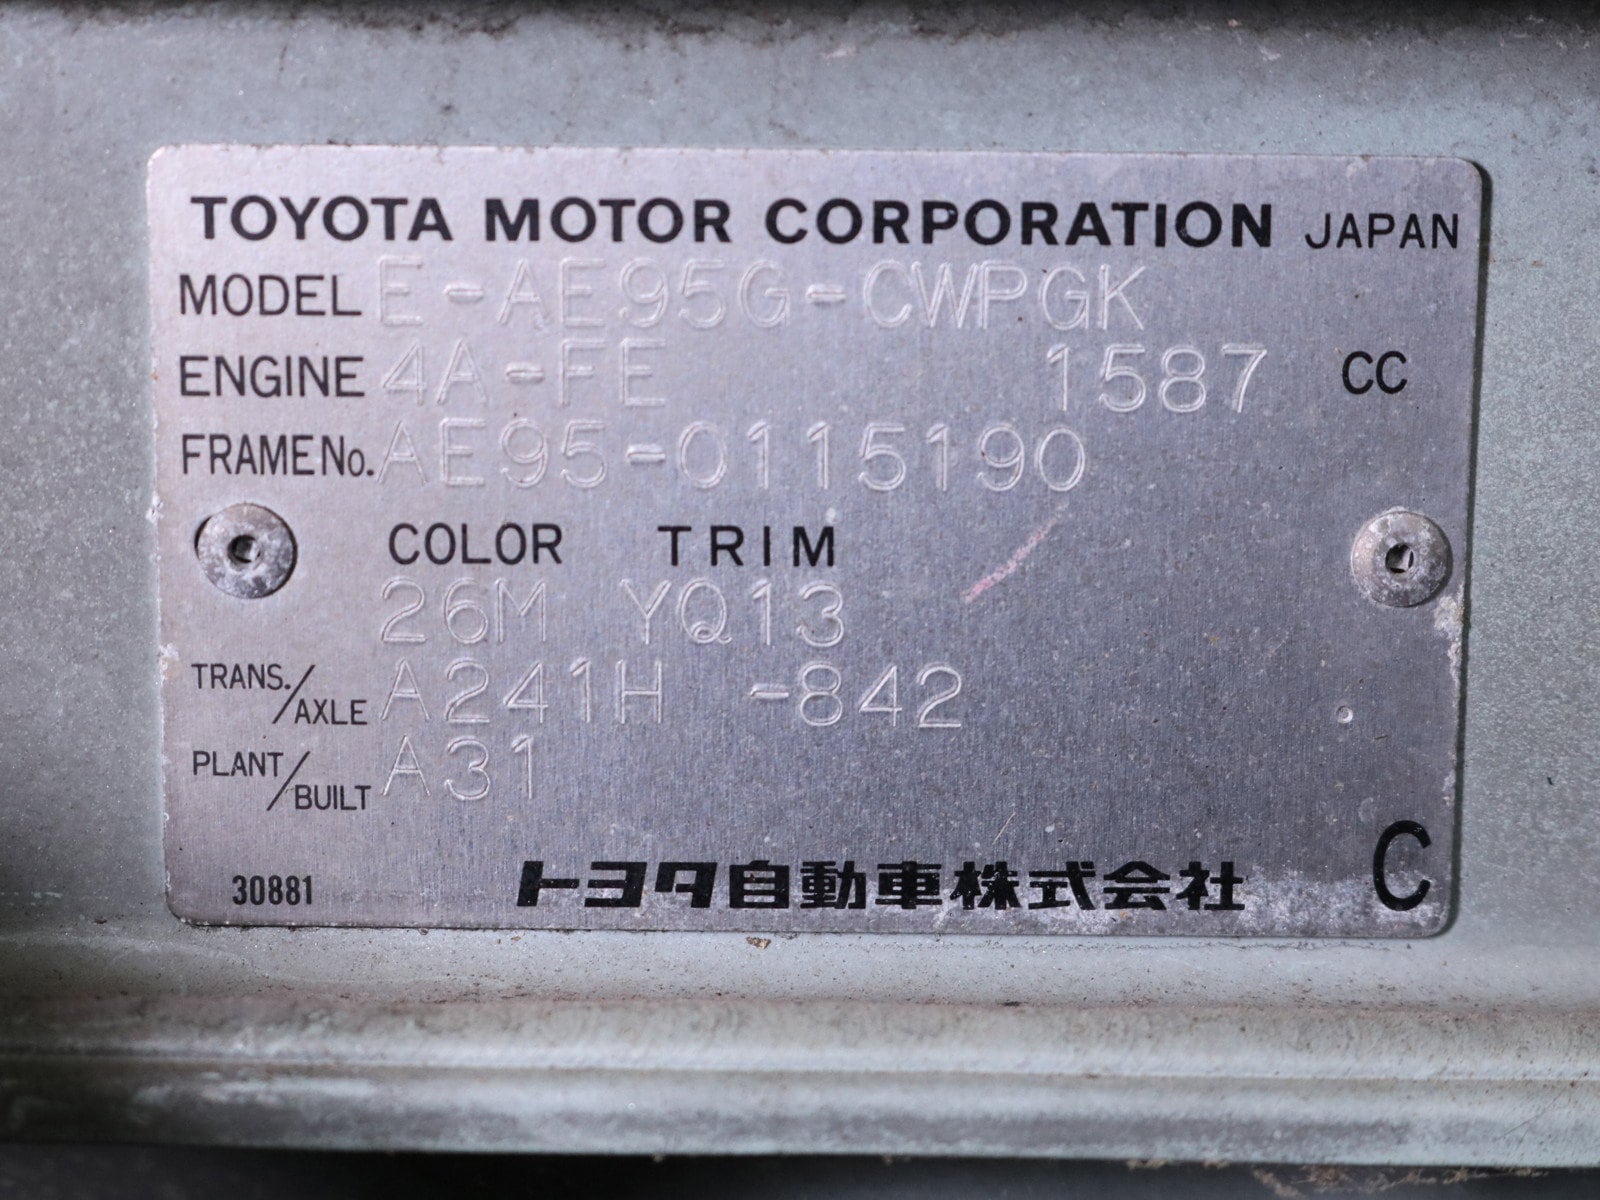 TOYOTA MOTOR CORPORATION JAPAN
MODEL E-AE95G-CWPGK
ENGINE 4A-FE 1587 CC
FRAME No. AE95-0115190
COLOR TRIM
26M YQ13
TRANS./AXLE A241H -842
PLANT/BUILT A31
30881 トヨタ自動車株式会社 C